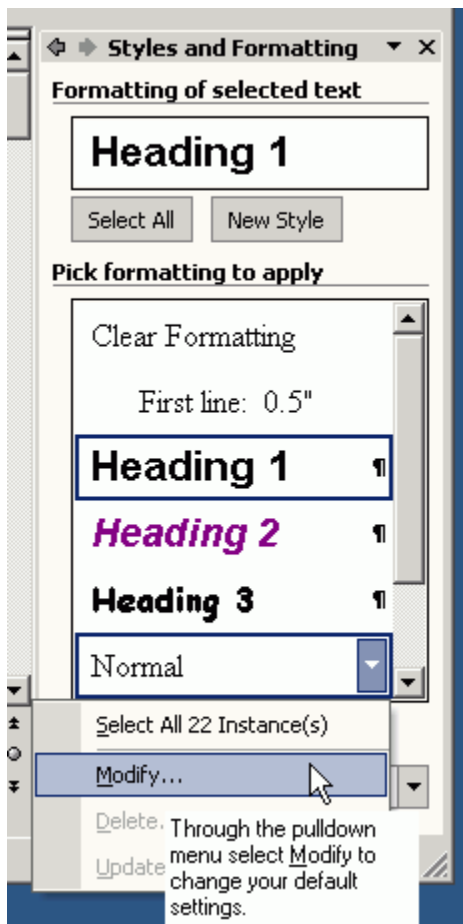 Styles and Formatting
Formatting of selected text
Heading 1
Select All New Style
Pick formatting to apply
Clear Formatting
First line: 0.5"
Heading 1 ¶
Heading 2 ¶
Heading 3 ¶
Normal
Select All 22 Instance(s)
Modify...
Delete.
Update
Through the pulldown
menu select Modify to
change your default
settings.